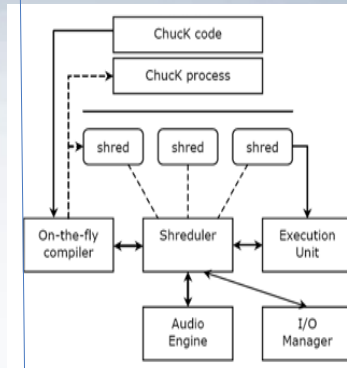 ChucK code
ChucK process
shred
shred
shred
On-the-fly
compiler
Shreduler
Execution
Unit
Audio
Engine
I/O
Manager